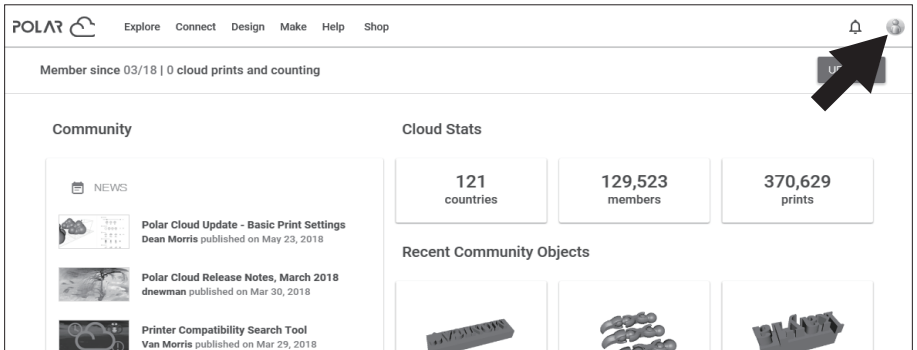 POLAR
Explore Connect Design Make Help Shop
Member since 03/18 | 0 cloud prints and counting
Community
Cloud Stats
NEWS
121
countries
129,523
members
370,629
prints
Polar Cloud Update - Basic Print Settings
Dean Morris published on May 23, 2018
Polar Cloud Release Notes, March 2018
dnewman published on Mar 30, 2018
Printer Compatibility Search Tool
Van Morris published on Mar 29, 2018
Recent Community Objects